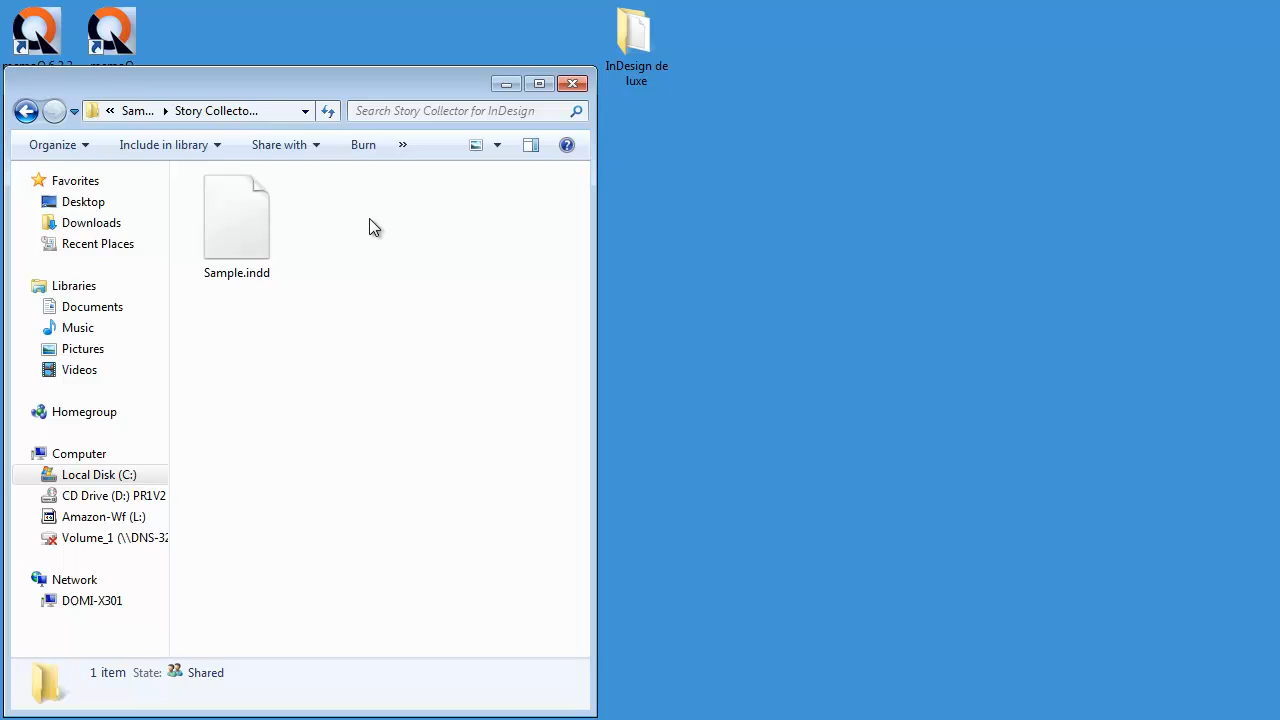 InDesign de
luxe
Sam... Story Collecto...
Search Story Collector for InDesign
Organize Include in library Share with Burn »
Favorites
Desktop
Downloads
Recent Places
Libraries
Documents
Music
Pictures
Videos
Homegroup
Computer
Local Disk (C:)
CD Drive (D:) PR1V2
Amazon-Wf (L:)
Volume_1 (\\DNS-32
Network
DOMI-X301
Sample.indd
1 item State: Shared